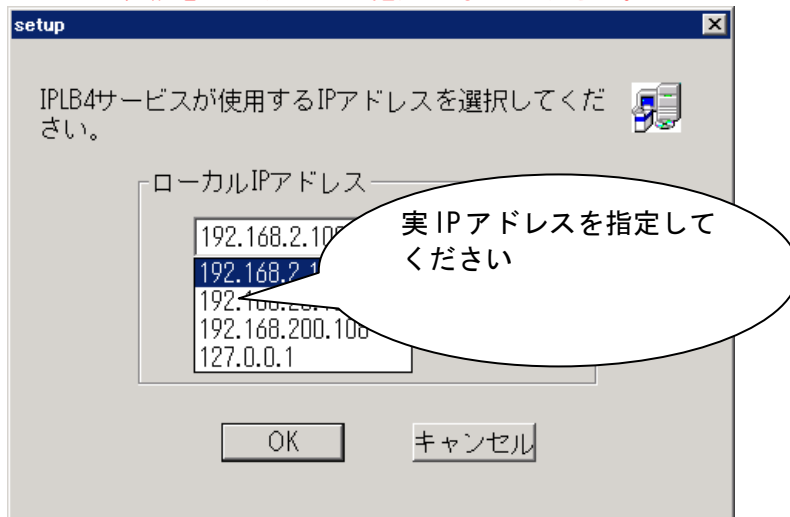 setup
IPLB4サービスが使用するIPアドレスを選択してくだ
さい。
ローカルIPアドレス
実IPアドレスを指定して
ください
192.168.200.108
127.0.0.1
OK
キャンセル